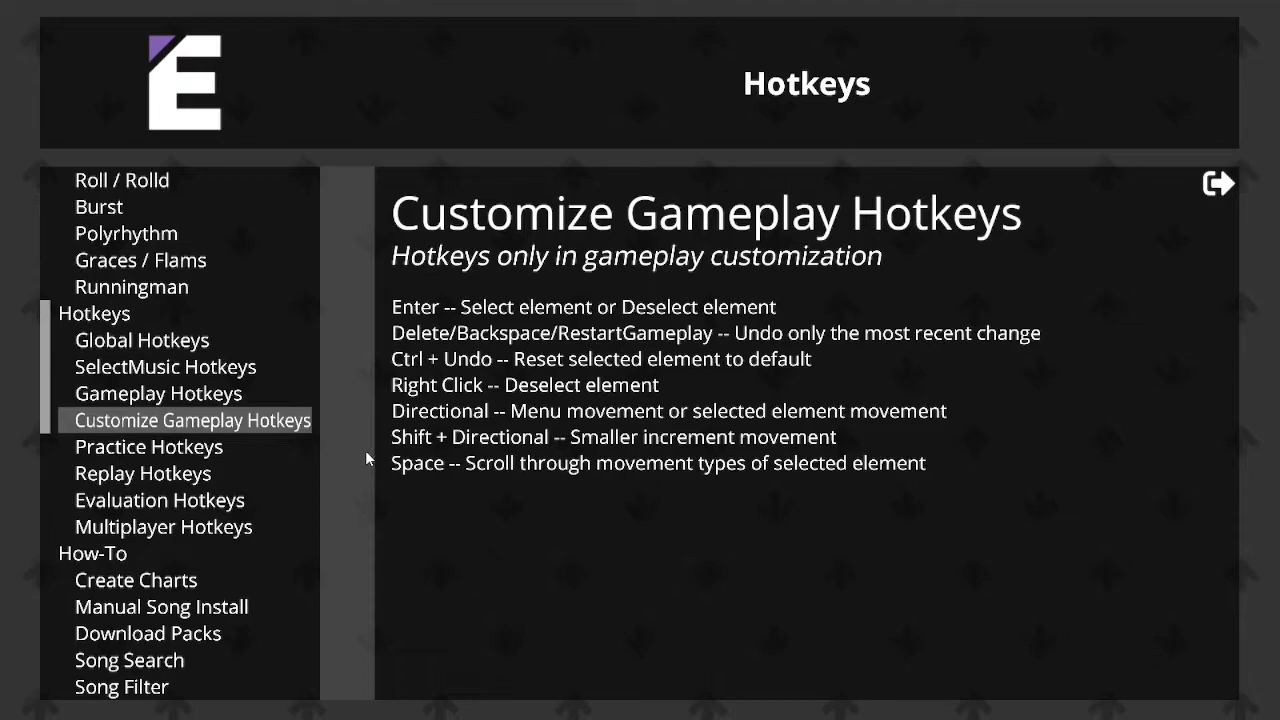 Hotkeys
Roll / Rolld
Burst
Polyrhythm
Graces / Flams
Runningman
Hotkeys
Global Hotkeys
SelectMusic Hotkeys
Gameplay Hotkeys
Customize Gameplay Hotkeys
Practice Hotkeys
Replay Hotkeys
Evaluation Hotkeys
Multiplayer Hotkeys
How-To
Create Charts
Manual Song Install
Download Packs
Song Search
Song Filter
Customize Gameplay Hotkeys
Hotkeys only in gameplay customization
Enter -- Select element or Deselect element
Delete/Backspace/RestartGameplay -- Undo only the most recent change
Ctrl + Undo -- Reset selected element to default
Right Click -- Deselect element
Directional -- Menu movement or selected element movement
Shift + Directional -- Smaller increment movement
Space -- Scroll through movement types of selected element